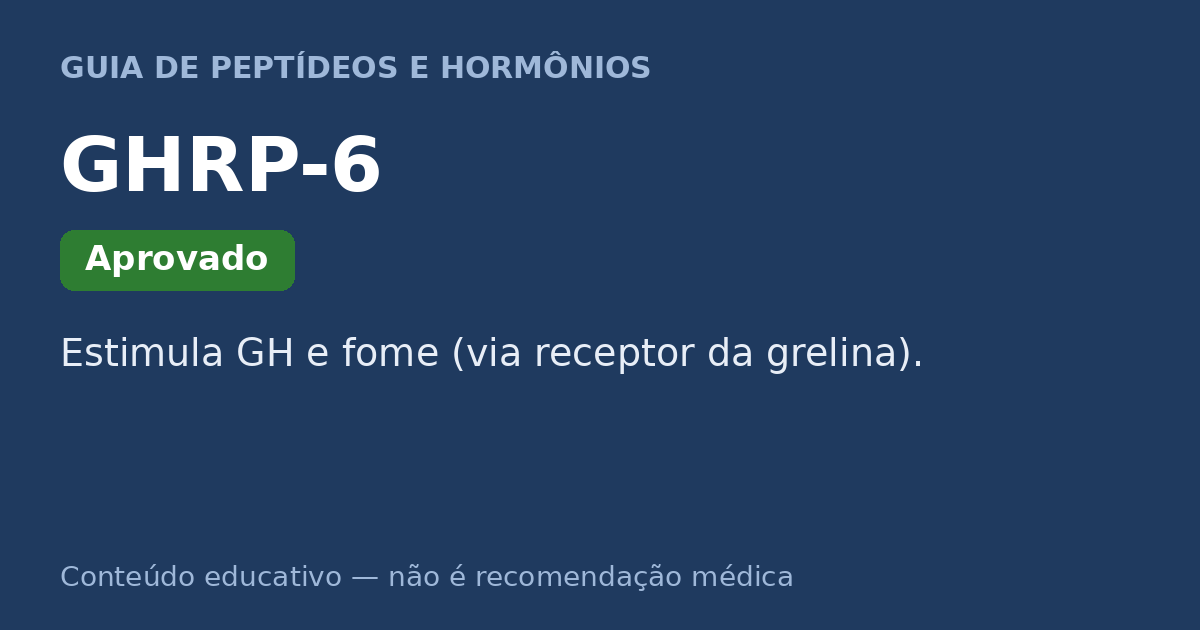 GUIA DE PEPTÍDEOS E HORMÔNIOS
GHRP-6
Aprovado
Estimula GH e fome (via receptor da grelina).
Conteúdo educativo — não é recomendação médica